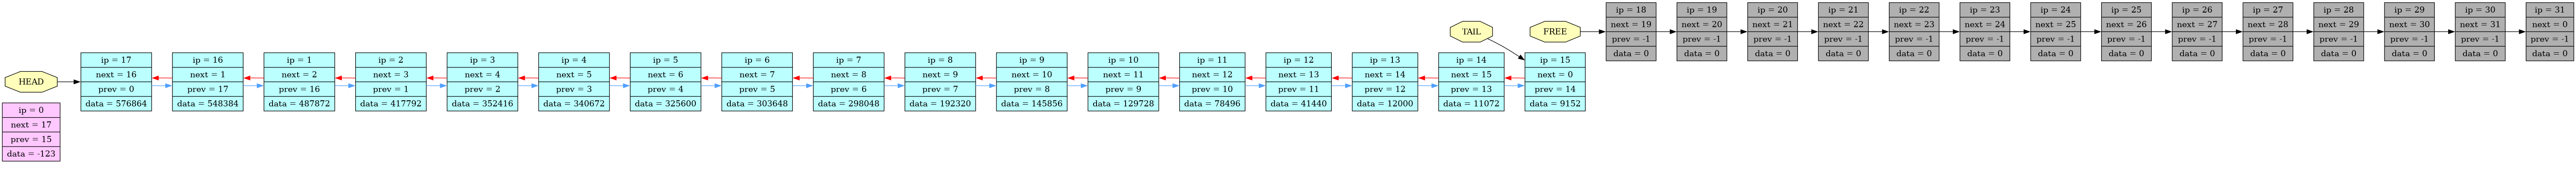 HEAD
ip = 0
next = 17
prev = 15
data = -123
ip = 17
next = 16
prev = 0
data = 576864
ip = 16
next = 1
prev = 17
data = 548384
ip = 1
next = 2
prev = 16
data = 487872
ip = 2
next = 3
prev = 1
data = 417792
ip = 3
next = 4
prev = 2
data = 352416
ip = 4
next = 5
prev = 3
data = 340672
ip = 5
next = 6
prev = 4
data = 325600
ip = 6
next = 7
prev = 5
data = 303648
ip = 7
next = 8
prev = 6
data = 298048
ip = 8
next = 9
prev = 7
data = 192320
ip = 9
next = 10
prev = 8
data = 145856
ip = 10
next = 11
prev = 9
data = 129728
ip = 11
next = 12
prev = 10
data = 78496
ip = 12
next = 13
prev = 11
data = 41440
ip = 13
next = 14
prev = 12
data = 12000
ip = 14
next = 15
prev = 13
data = 11072
TAIL
ip = 15
next = 0
prev = 14
data = 9152
FREE
ip = 18
next = 19
prev = -1
data = 0
ip = 19
next = 20
prev = -1
data = 0
ip = 20
next = 21
prev = -1
data = 0
ip = 21
next = 22
prev = -1
data = 0
ip = 22
next = 23
prev = -1
data = 0
ip = 23
next = 24
prev = -1
data = 0
ip = 24
next = 25
prev = -1
data = 0
ip = 25
next = 26
prev = -1
data = 0
ip = 26
next = 27
prev = -1
data = 0
ip = 27
next = 28
prev = -1
data = 0
ip = 28
next = 29
prev = -1
data = 0
ip = 29
next = 30
prev = -1
data = 0
ip = 30
next = 31
prev = -1
data = 0
ip = 31
next = 0
prev = -1
data = 0